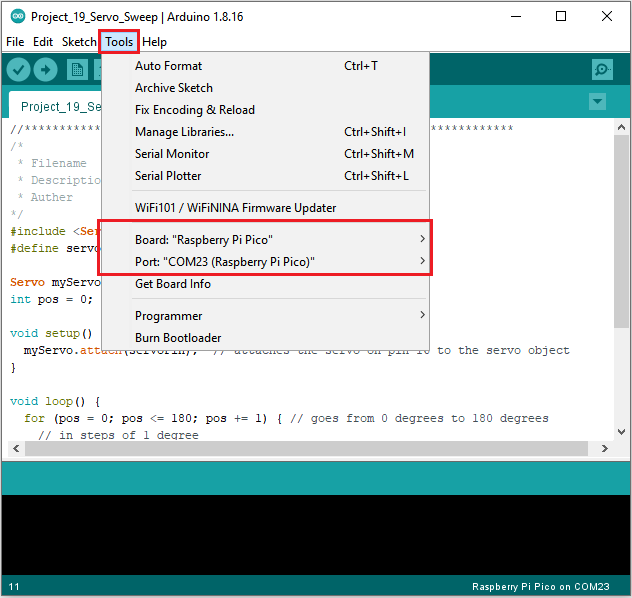 Project_19_Servo_Sweep | Arduino 1.8.16
File Edit Sketch Tools Help
Auto Format Ctrl+T
Archive Sketch
Fix Encoding & Reload
Manage Libraries... Ctrl+Shift+I
Serial Monitor Ctrl+Shift+M
Serial Plotter Ctrl+Shift+L
WiFi101 / WiFiNINA Firmware Updater
Board: "Raspberry Pi Pico"
Port: "COM23 (Raspberry Pi Pico)"
Get Board Info
Programmer
Burn Bootloader
Project_19_Se
/*
* Filename
* Descriptio
* Auther
*/
#include <Se
#define servo
Servo myServo
int pos = 0;
void setup()
myServo.attach(servoPin); // attaches the servo on pin to the servo object
}
void loop() {
for (pos = 0; pos <= 180; pos += 1) { // goes from 0 degrees to 180 degrees
// in steps of 1 degree
11 Raspberry Pi Pico on COM23